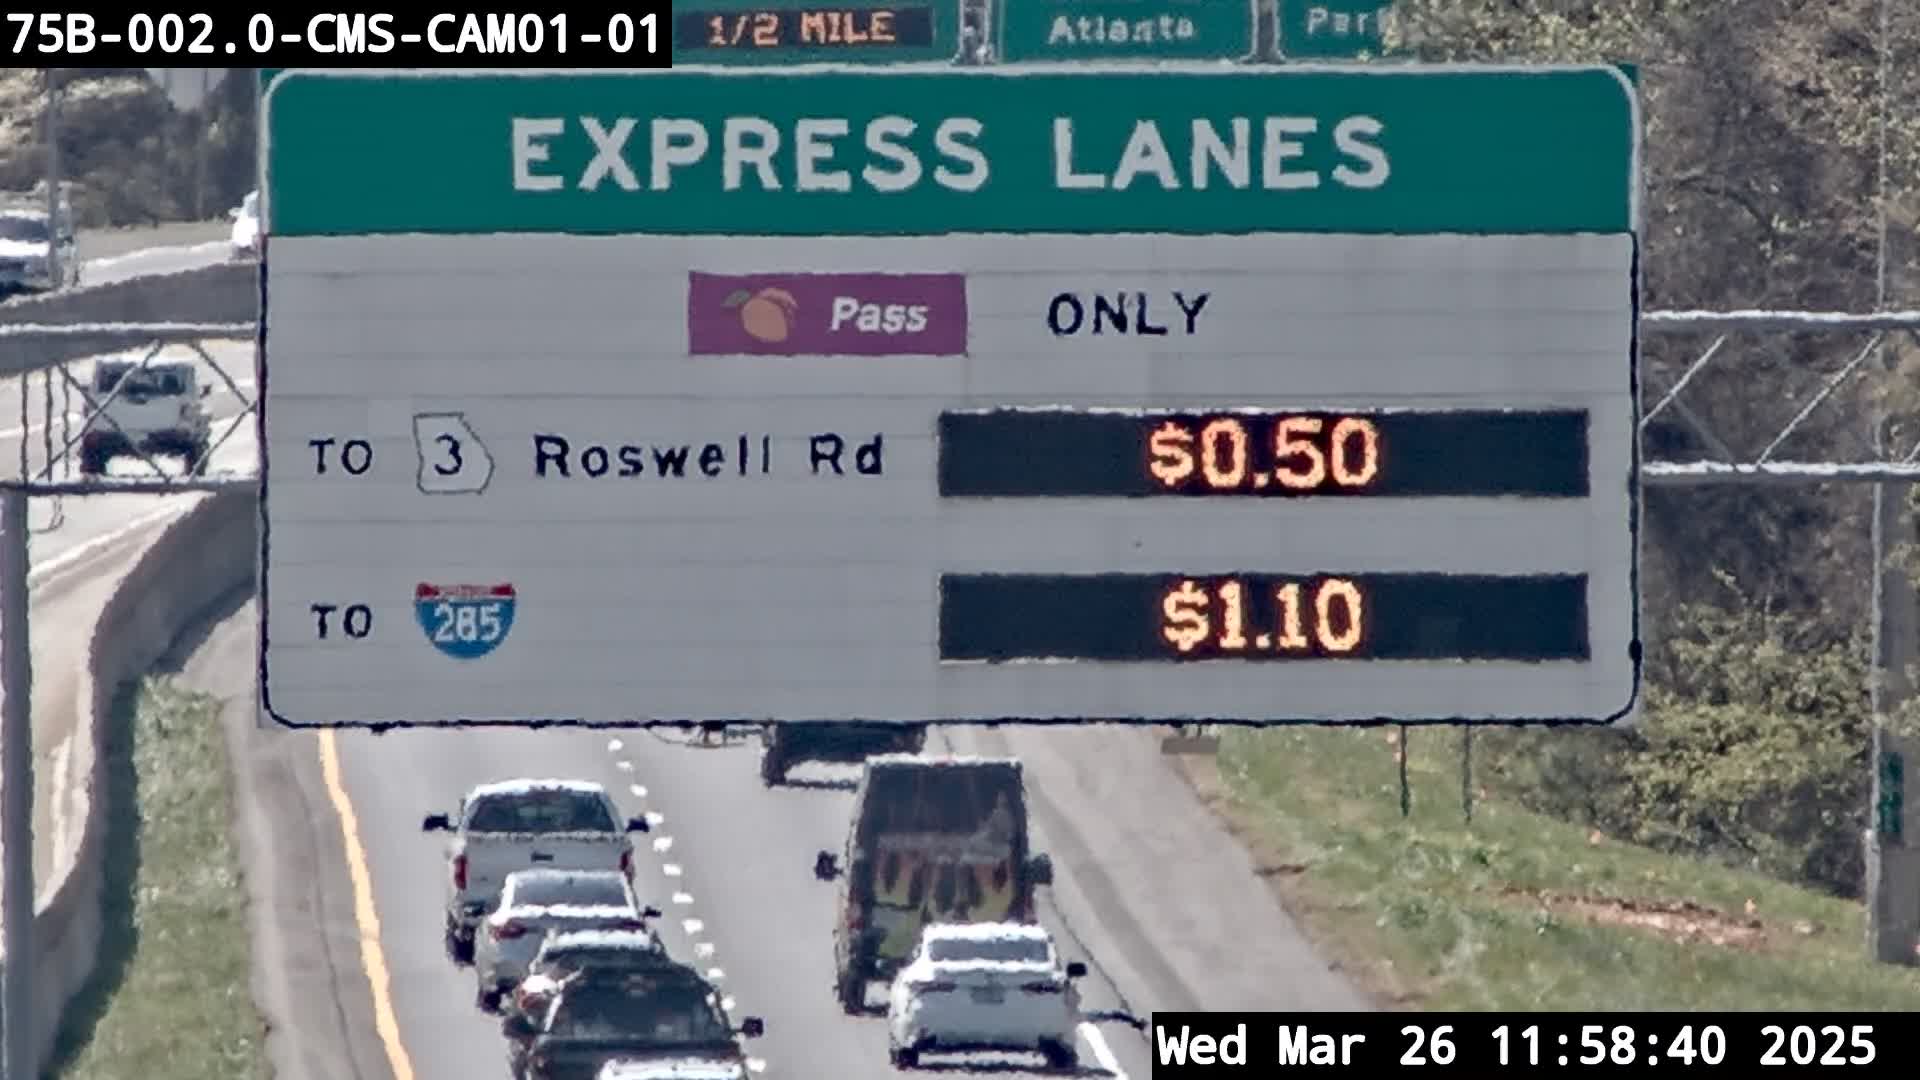 75B-002.0-CMS-CAM01-01
1/2 MILE
Atlanta
EXPRESS LANES
Pass ONLY
TO 3 Roswell Rd $0.50
TO 285 $1.10
Wed Mar 26 11:58:40 2025